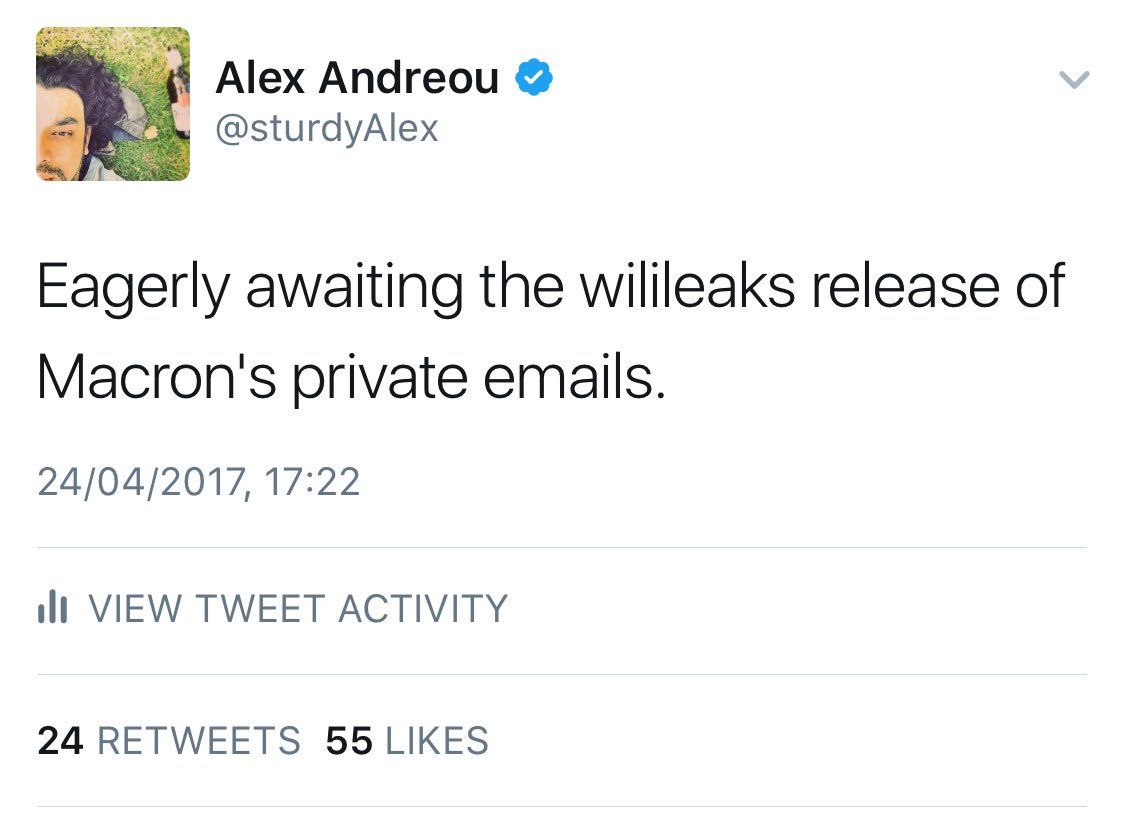 Alex Andreou
@sturdyAlex
Eagerly awaiting the wilileaks release of
Macron's private emails.
24/04/2017, 17:22
VIEW TWEET ACTIVITY
24 RETWEETS 55 LIKES